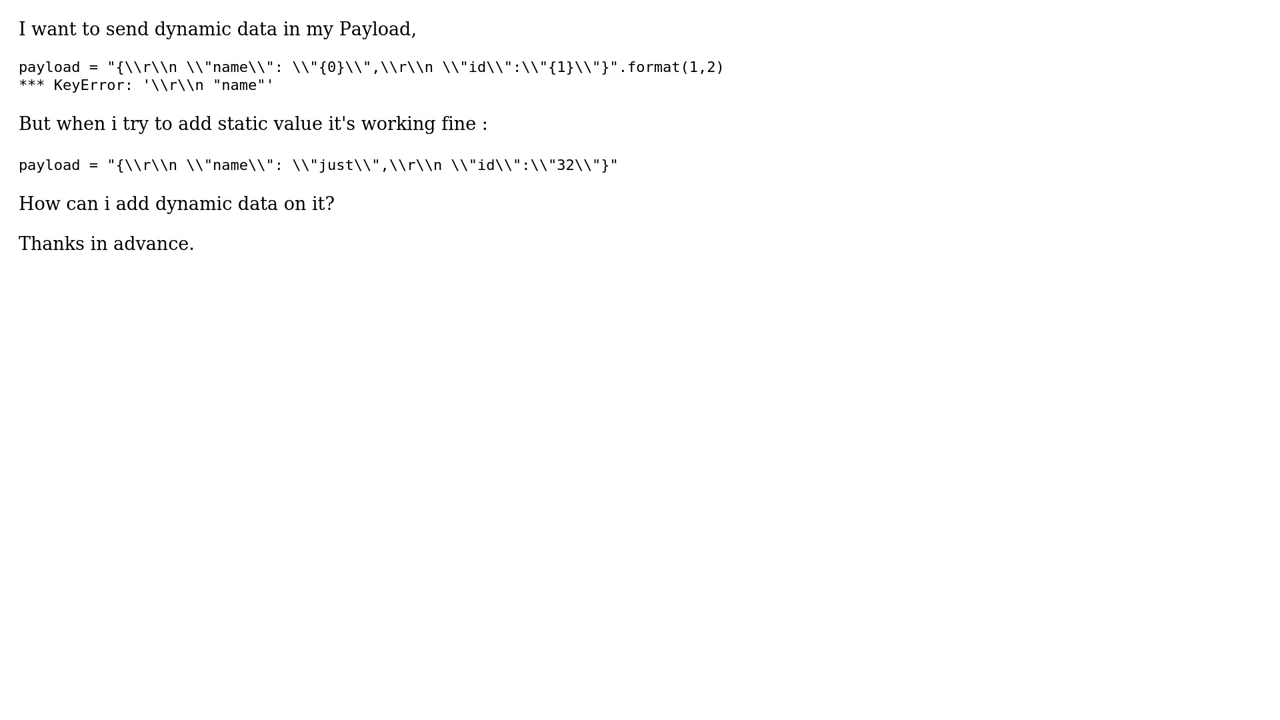 I want to send dynamic data in my Payload,
payload = "{\\r\\n \\"name\\": \\"{0}\\",\\r\\n \\"id\\":\\"{1}\\"}".format(1,2)
*** KeyError: '\\r\\n "name"'
But when i try to add static value it's working fine :
payload = "{\\r\\n \\"name\\": \\"just\\",\\r\\n \\"id\\":\\"32\\"}"
How can i add dynamic data on it?
Thanks in advance.